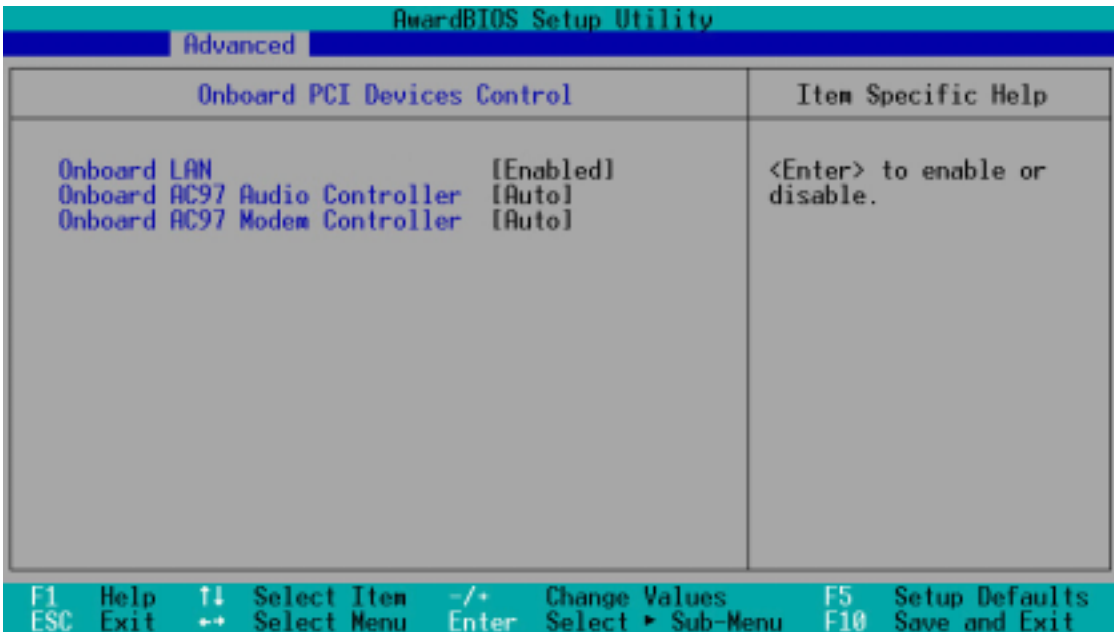 AwardBIOS Setup Utility
Advanced
Onboard PCI Devices Control
Item Specific Help
Onboard LAN [Enabled]
Onboard AC97 Audio Controller [Auto]
Onboard AC97 Modem Controller [Auto]
<Enter> to enable or
disable.
F1 Help ↑↓ Select Item -/+ Change Values F5 Setup Defaults
ESC Exit ←→ Select Menu Enter Select ► Sub-Menu F10 Save and Exit